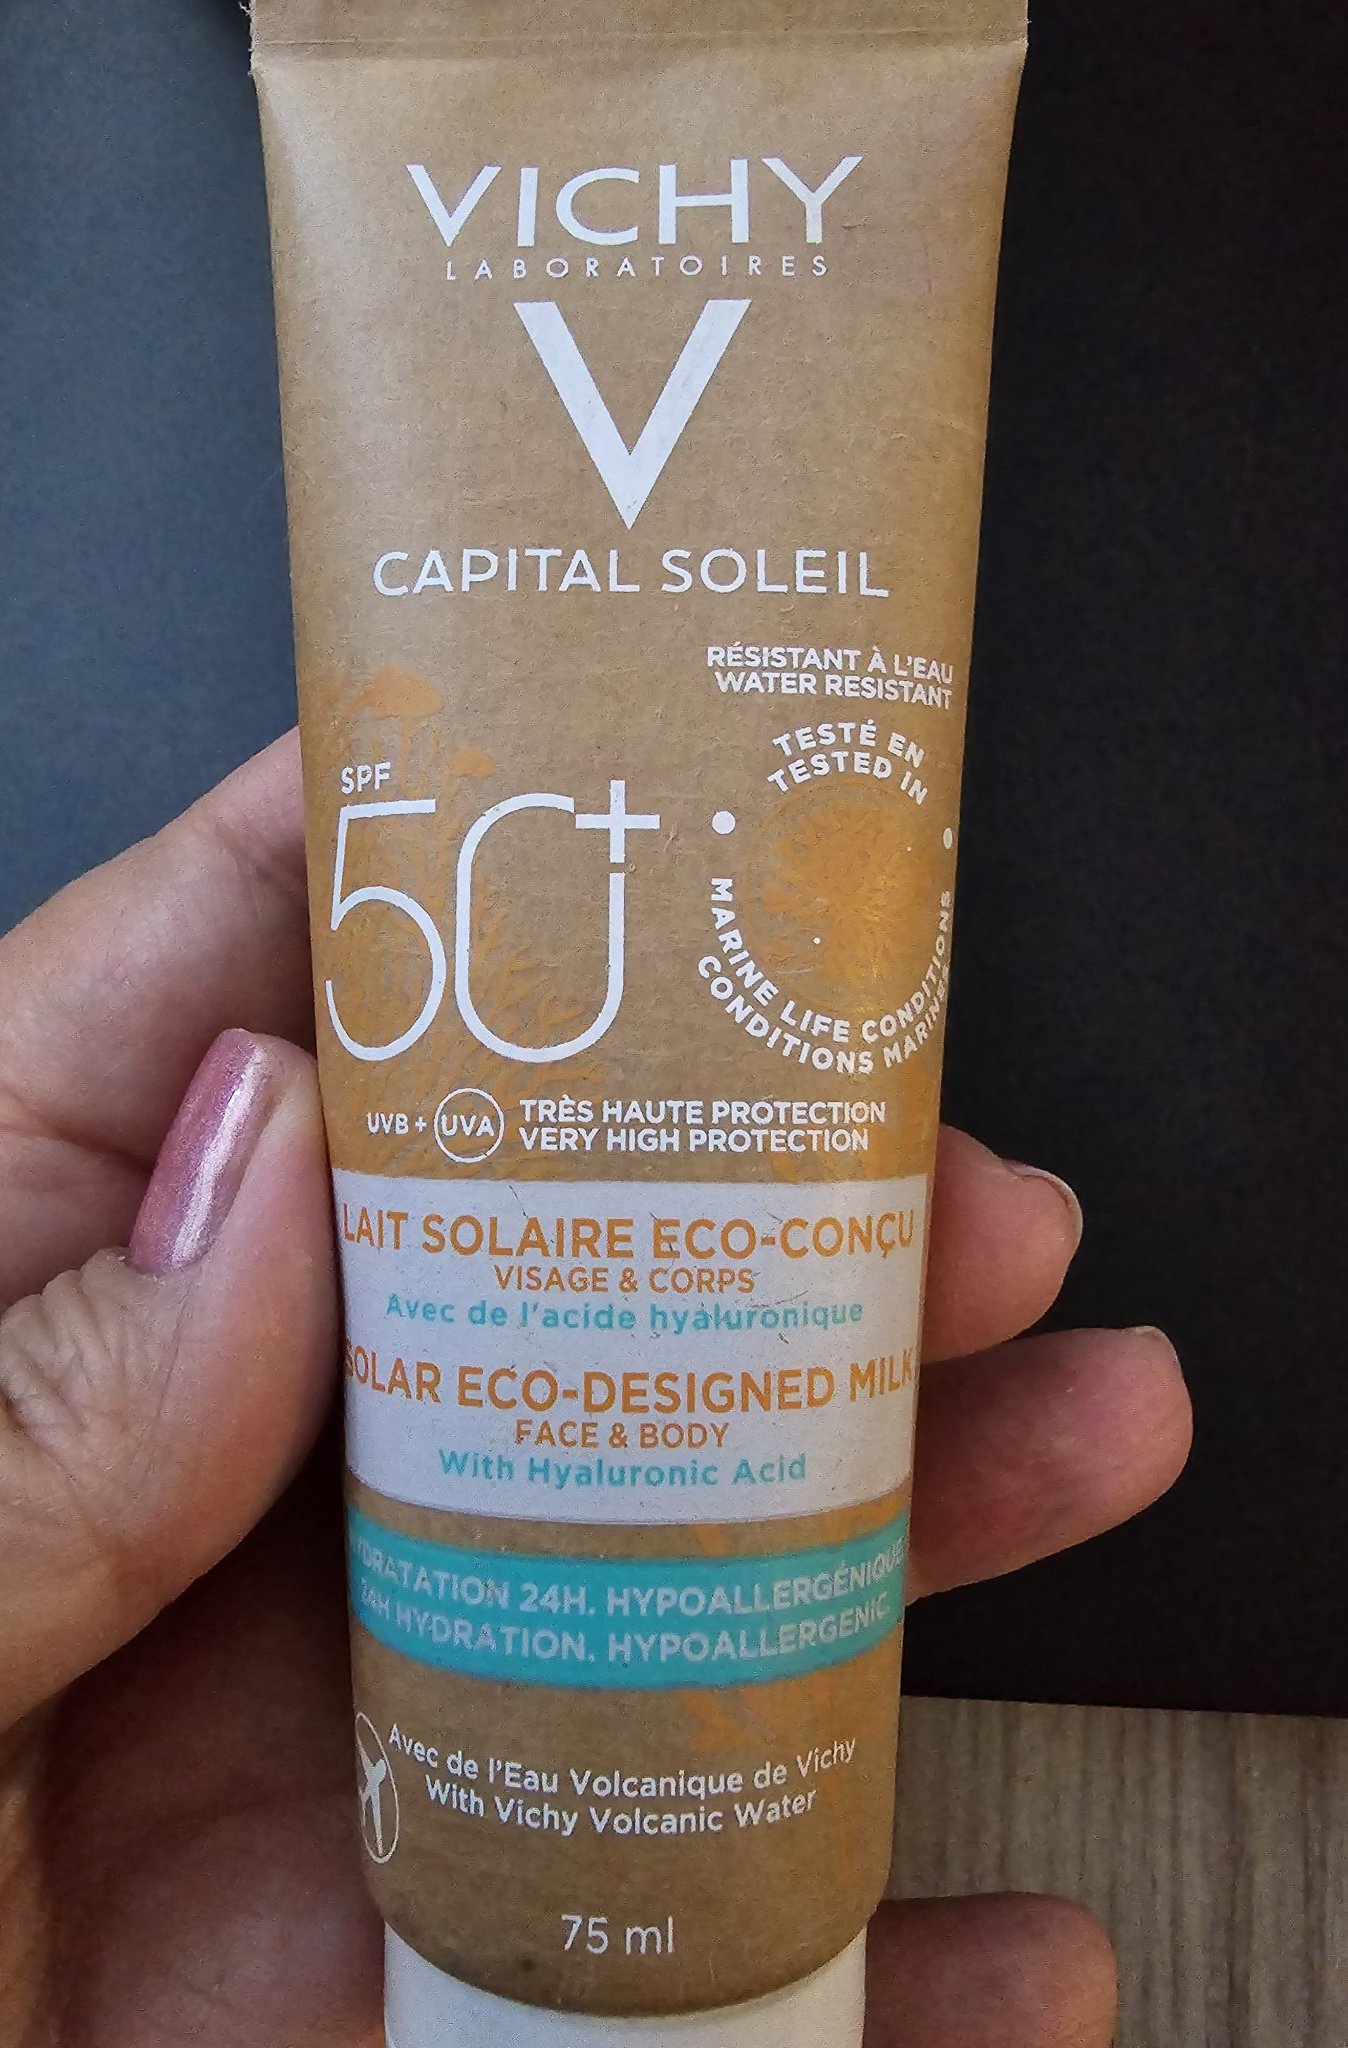 VICHY
LABORATOIRES
V
CAPITAL SOLEIL
RÉSISTANT À L'EAU
WATER RESISTANT
TESTÉ EN
TESTED IN
MARINE LIFE CONDITIONS
CONDITIONS MARINES
SPF
50+
UVB + UVA
TRÈS HAUTE PROTECTION
VERY HIGH PROTECTION
LAIT SOLAIRE ECO-CONÇU
VISAGE & CORPS
Avec de l'acide hyaluronique
SOLAR ECO-DESIGNED MILK
FACE & BODY
With Hyaluronic Acid
HYDRATATION 24H. HYPOALLERGÉNIQUE
24H HYDRATION. HYPOALLERGENIC.
Avec de l'Eau Volcanique de Vichy
With Vichy Volcanic Water
75 ml